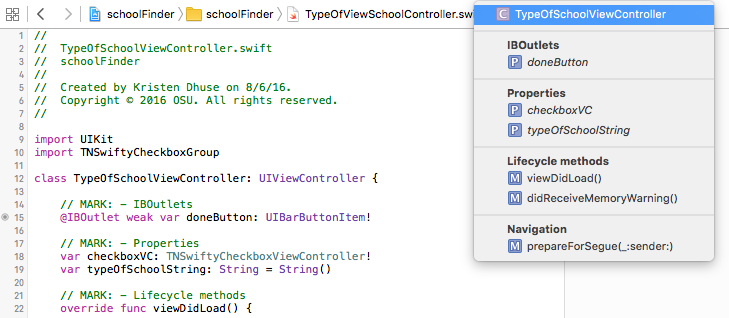 schoolFinder
schoolFinder
TypeOfViewSchoolController.sw
C TypeOfSchoolViewController
IBOutlets
P doneButton
Properties
P checkboxVC
P typeOfSchoolString
Lifecycle methods
M viewDidLoad()
M didReceiveMemoryWarning()
Navigation
M prepareForSegue(_:sender:)
1 //
2 //  TypeOfSchoolViewController.swift
3 //  schoolFinder
4 //
5 //  Created by Kristen Dhuse on 8/6/16.
6 //  Copyright © 2016 OSU. All rights reserved.
7 //
8
9 import UIKit
10 import TNSwiftyCheckboxGroup
11
12 class TypeOfSchoolViewController: UIViewController {
13
14     // MARK: - IBOutlets
15     @IBOutlet weak var doneButton: UIBarButtonItem!
16
17     // MARK: - Properties
18     var checkboxVC: TNSwiftyCheckboxViewController!
19     var typeOfSchoolString: String = String()
20
21     // MARK: - Lifecycle methods
22     override func viewDidLoad() {